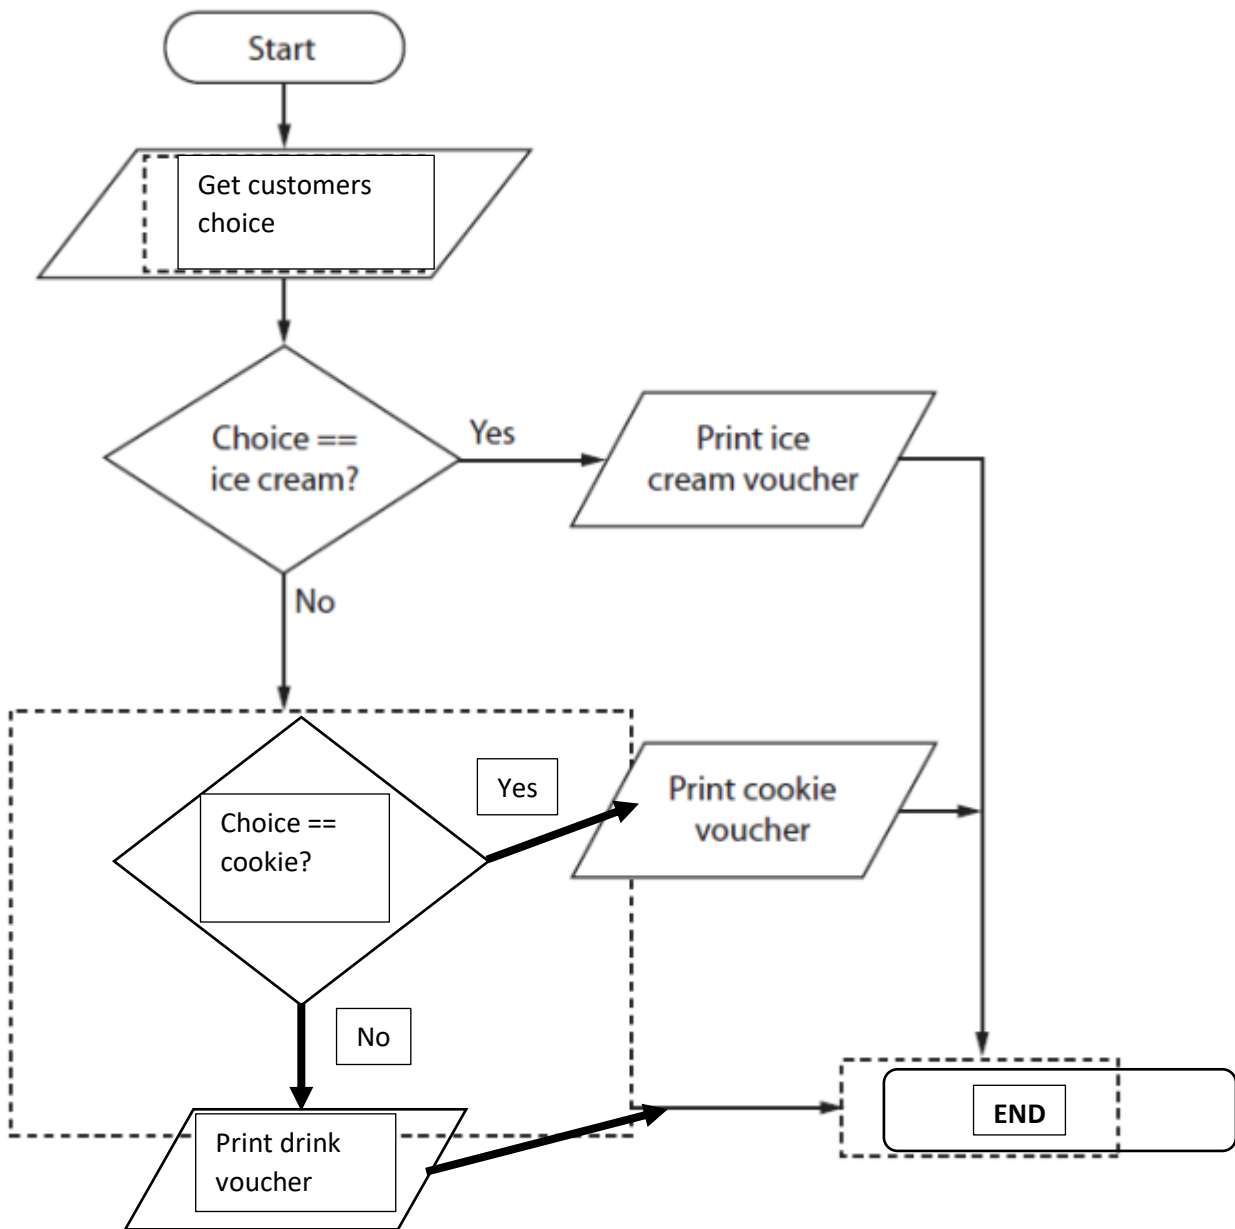 Start
Get customers
choice
Choice ==
ice cream?
Yes
Print ice
cream voucher
No
Choice ==
cookie?
Yes
Print cookie
voucher
No
Print drink
voucher
END